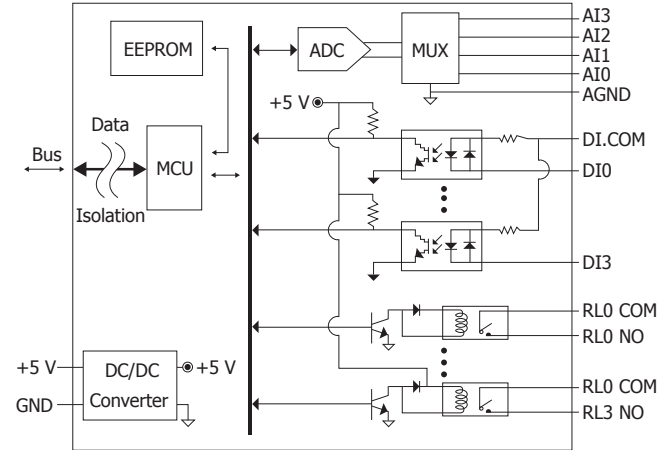 EEPROM
ADC
MUX
AI3
AI2
AI1
AI0
AGND
+5 V
Data
Bus
MCU
Isolation
DI.COM
DI0
DI3
RL0 COM
RL0 NO
+5 V
DC/DC
Converter
+5 V
GND
RL0 COM
RL3 NO